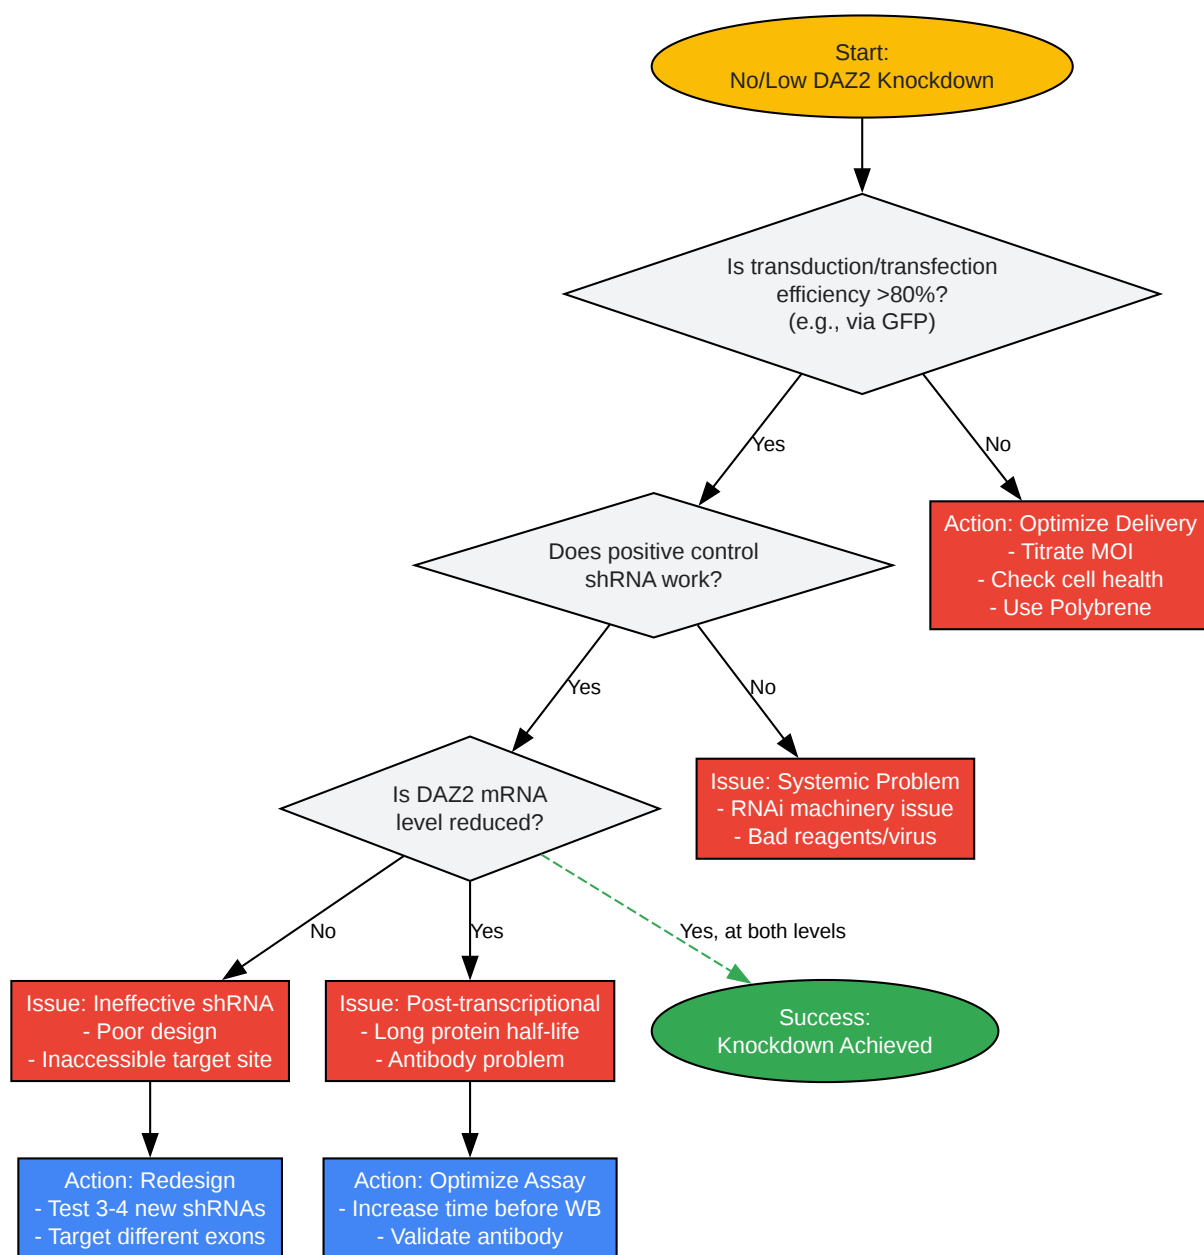 Start:
No/Low DAZ2 Knockdown
Is transduction/transfection
efficiency >80%?
(e.g., via GFP)
Yes
No
Action: Optimize Delivery
- Titrate MOI
- Check cell health
- Use Polybrene
Does positive control
shRNA work?
Yes
No
Issue: Systemic Problem
- RNAi machinery issue
- Bad reagents/virus
Is DAZ2 mRNA
level reduced?
No
Yes
Yes, at both levels
Issue: Ineffective shRNA
- Poor design
- Inaccessible target site
Issue: Post-transcriptional
- Long protein half-life
- Antibody problem
Success:
Knockdown Achieved
Action: Redesign
- Test 3-4 new shRNAs
- Target different exons
Action: Optimize Assay
- Increase time before WB
- Validate antibody